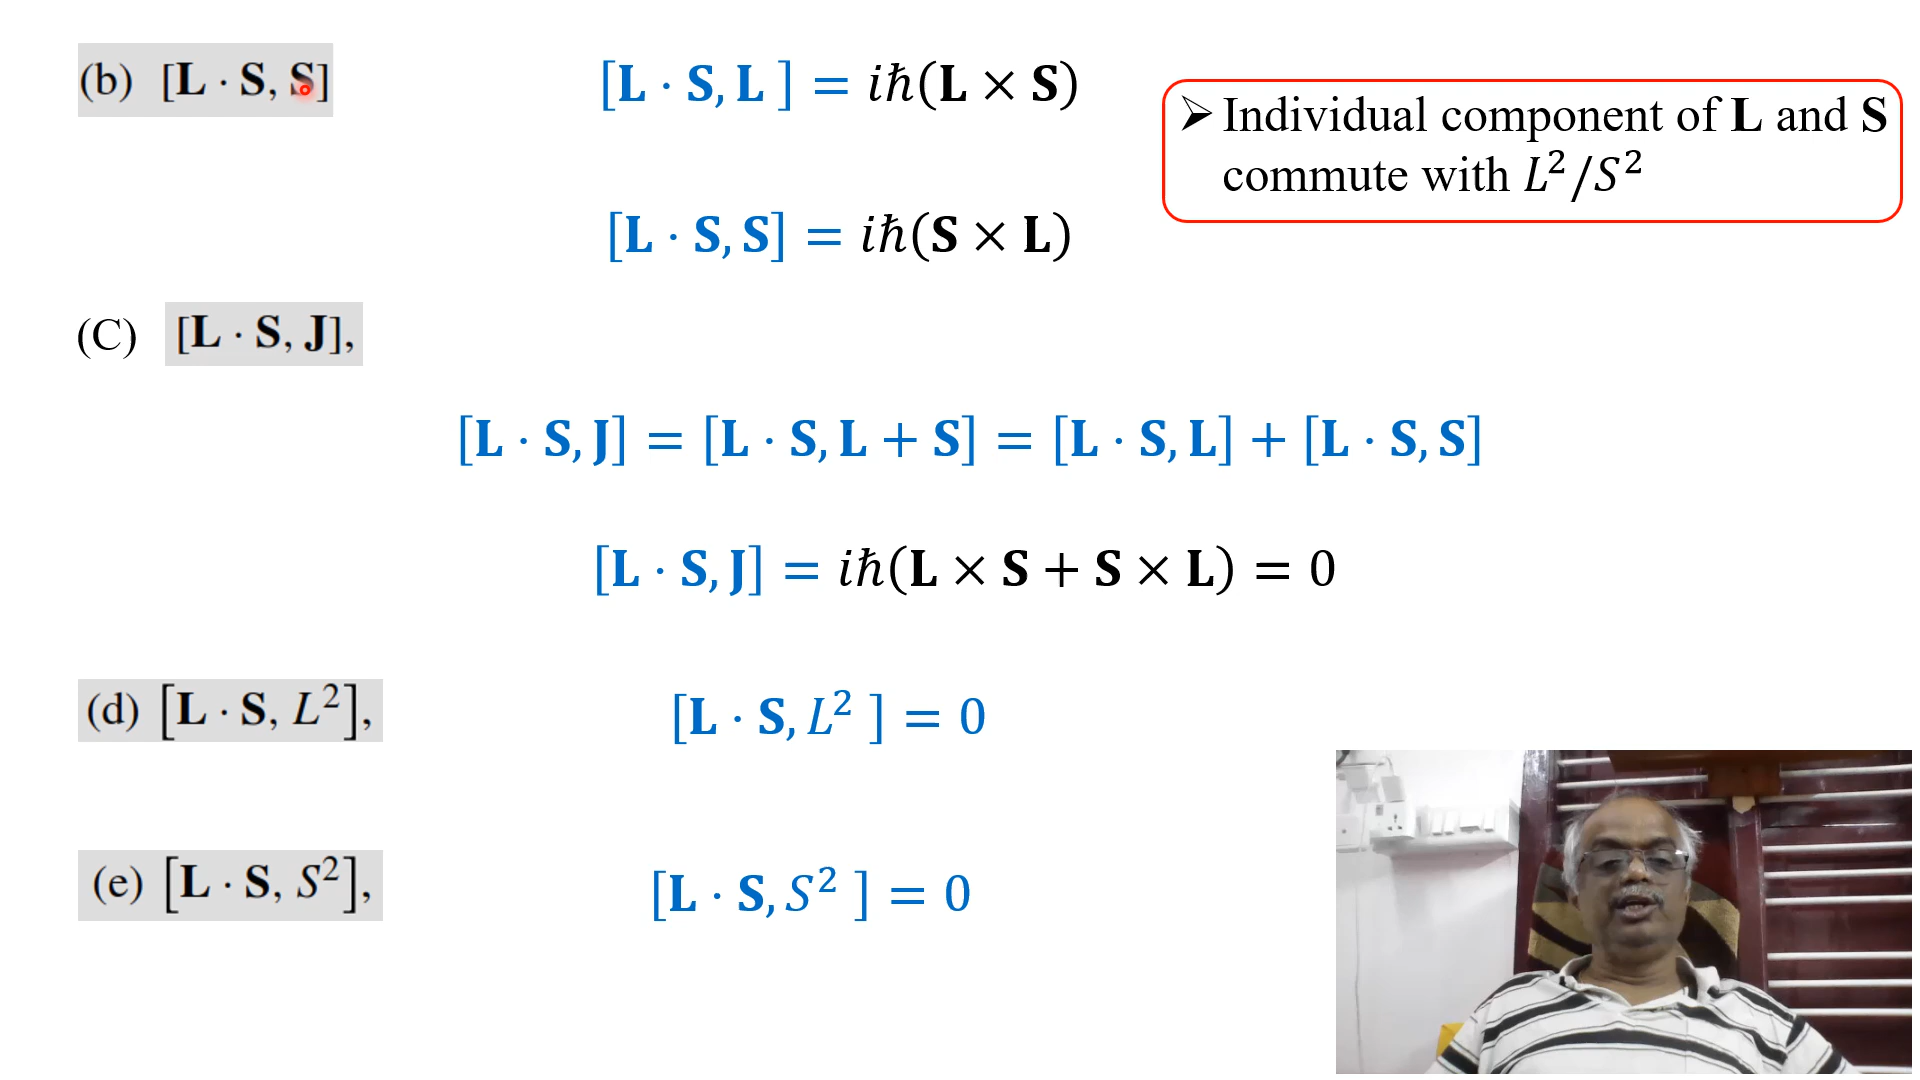 (b) [L · S, S]
[L · S, L ] = iħ(L × S)
➢ Individual component of L and S
commute with L²/S²
[L · S, S] = iħ(S × L)
(C) [L · S, J],
[L · S, J] = [L · S, L + S] = [L · S, L] + [L · S, S]
[L · S, J] = iħ(L × S + S × L) = 0
(d) [L · S, L²],
[L · S, L² ] = 0
(e) [L · S, S²],
[L · S, S² ] = 0